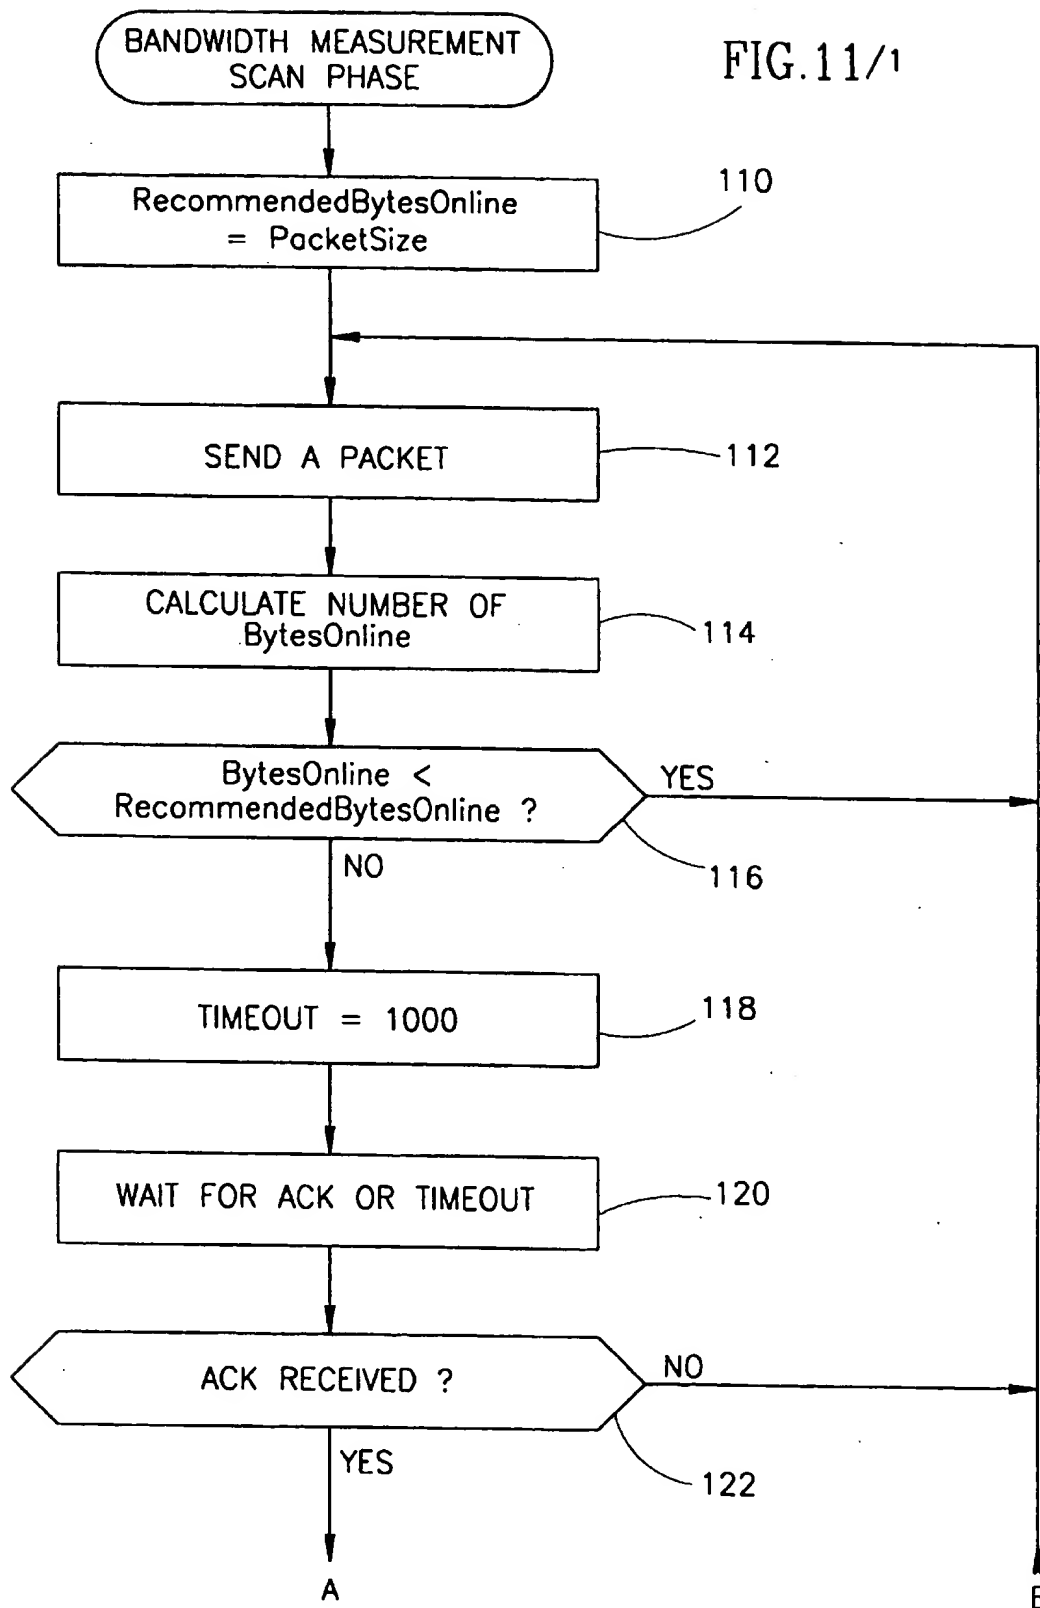 BANDWIDTH MEASUREMENT
SCAN PHASE
FIG.11/1
RecommendedBytesOnline
= PacketSize
110
SEND A PACKET
112
CALCULATE NUMBER OF
BytesOnline
114
BytesOnline <
RecommendedBytesOnline ?
YES
116
NO
TIMEOUT = 1000
118
WAIT FOR ACK OR TIMEOUT
120
ACK RECEIVED ?
NO
122
YES
A